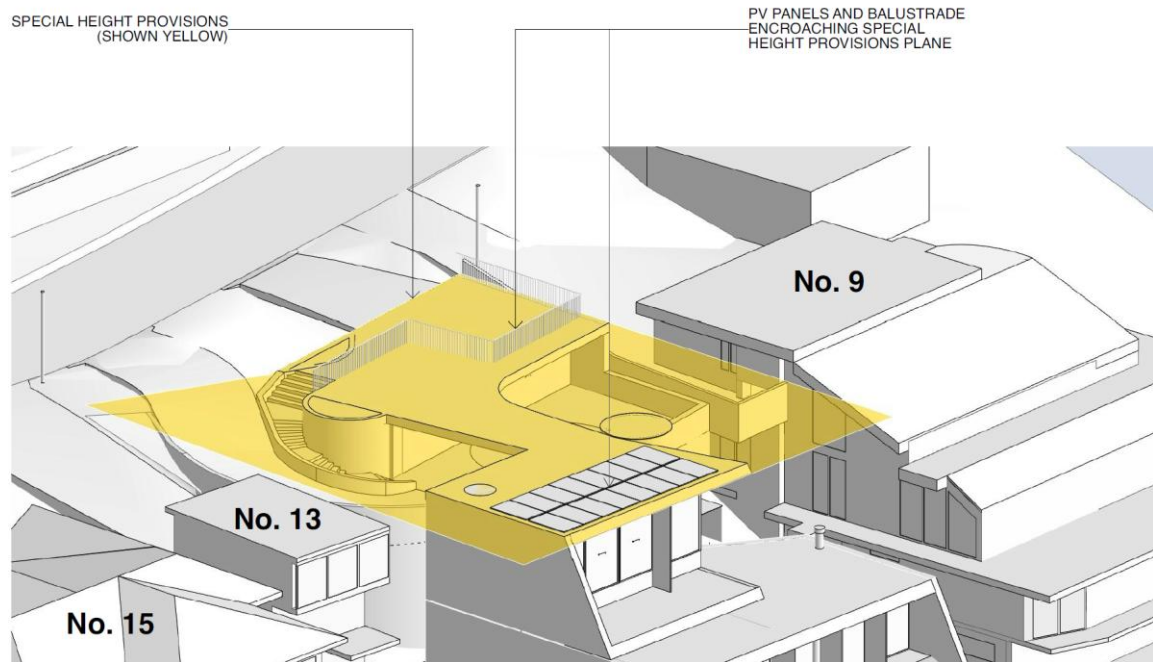 SPECIAL HEIGHT PROVISIONS
(SHOWN YELLOW)
PV PANELS AND BALUSTRADE
ENCROACHING SPECIAL
HEIGHT PROVISIONS PLANE
No. 9
No. 13
No. 15